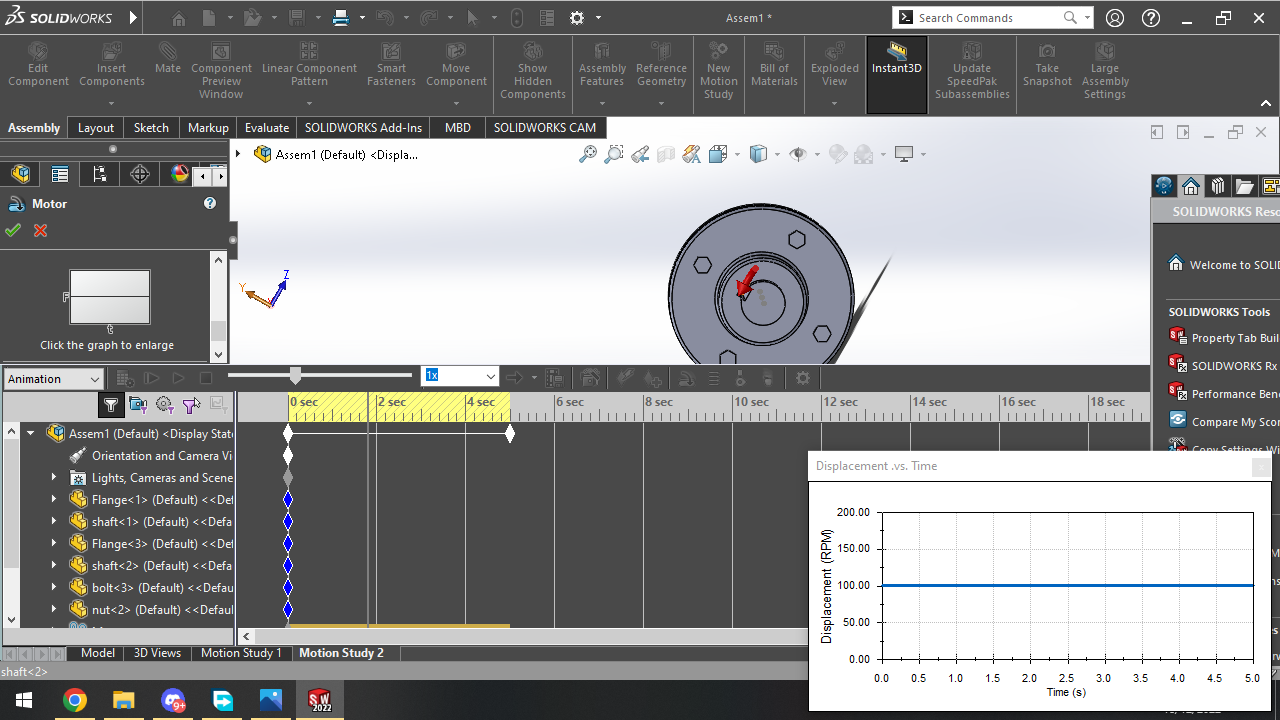 SOLIDWORKS
Assem1 *
Search Commands
Edit Component
Insert Components
Mate
Component Preview Window
Linear Component Pattern
Smart Fasteners
Move Component
Show Hidden Components
Assembly Features
Reference Geometry
New Motion Study
Bill of Materials
Exploded View
Instant3D
Update SpeedPak Subassemblies
Take Snapshot
Large Assembly Settings
Assembly
Layout
Sketch
Markup
Evaluate
SOLIDWORKS Add-Ins
MBD
SOLIDWORKS CAM
Assem1 (Default) <Displa...
Motor
F
t
Click the graph to enlarge
Y
Z
SOLIDWORKS Reso
Welcome to SOLID
SOLIDWORKS Tools
Property Tab Buil
SOLIDWORKS Rx
Performance Benc
Compare My Scor
Copy Settings Wi
Animation
1x
0 sec
2 sec
4 sec
6 sec
8 sec
10 sec
12 sec
14 sec
16 sec
18 sec
Assem1 (Default) <Display State
Orientation and Camera Vi
Lights, Cameras and Scene
Flange<1> (Default) <<Def
shaft<1> (Default) <<Defa
Flange<3> (Default) <<Def
shaft<2> (Default) <<Defa
bolt<3> (Default) <<Defau
nut<2> (Default) <<Defaul
Displacement .vs. Time
200.00
150.00
100.00
50.00
0.00
Displacement (RPM)
0.0 0.5 1.0 1.5 2.0 2.5 3.0 3.5 4.0 4.5 5.0
Time (s)
Model
3D Views
Motion Study 1
Motion Study 2
shaft<2>
9+
SW
2022